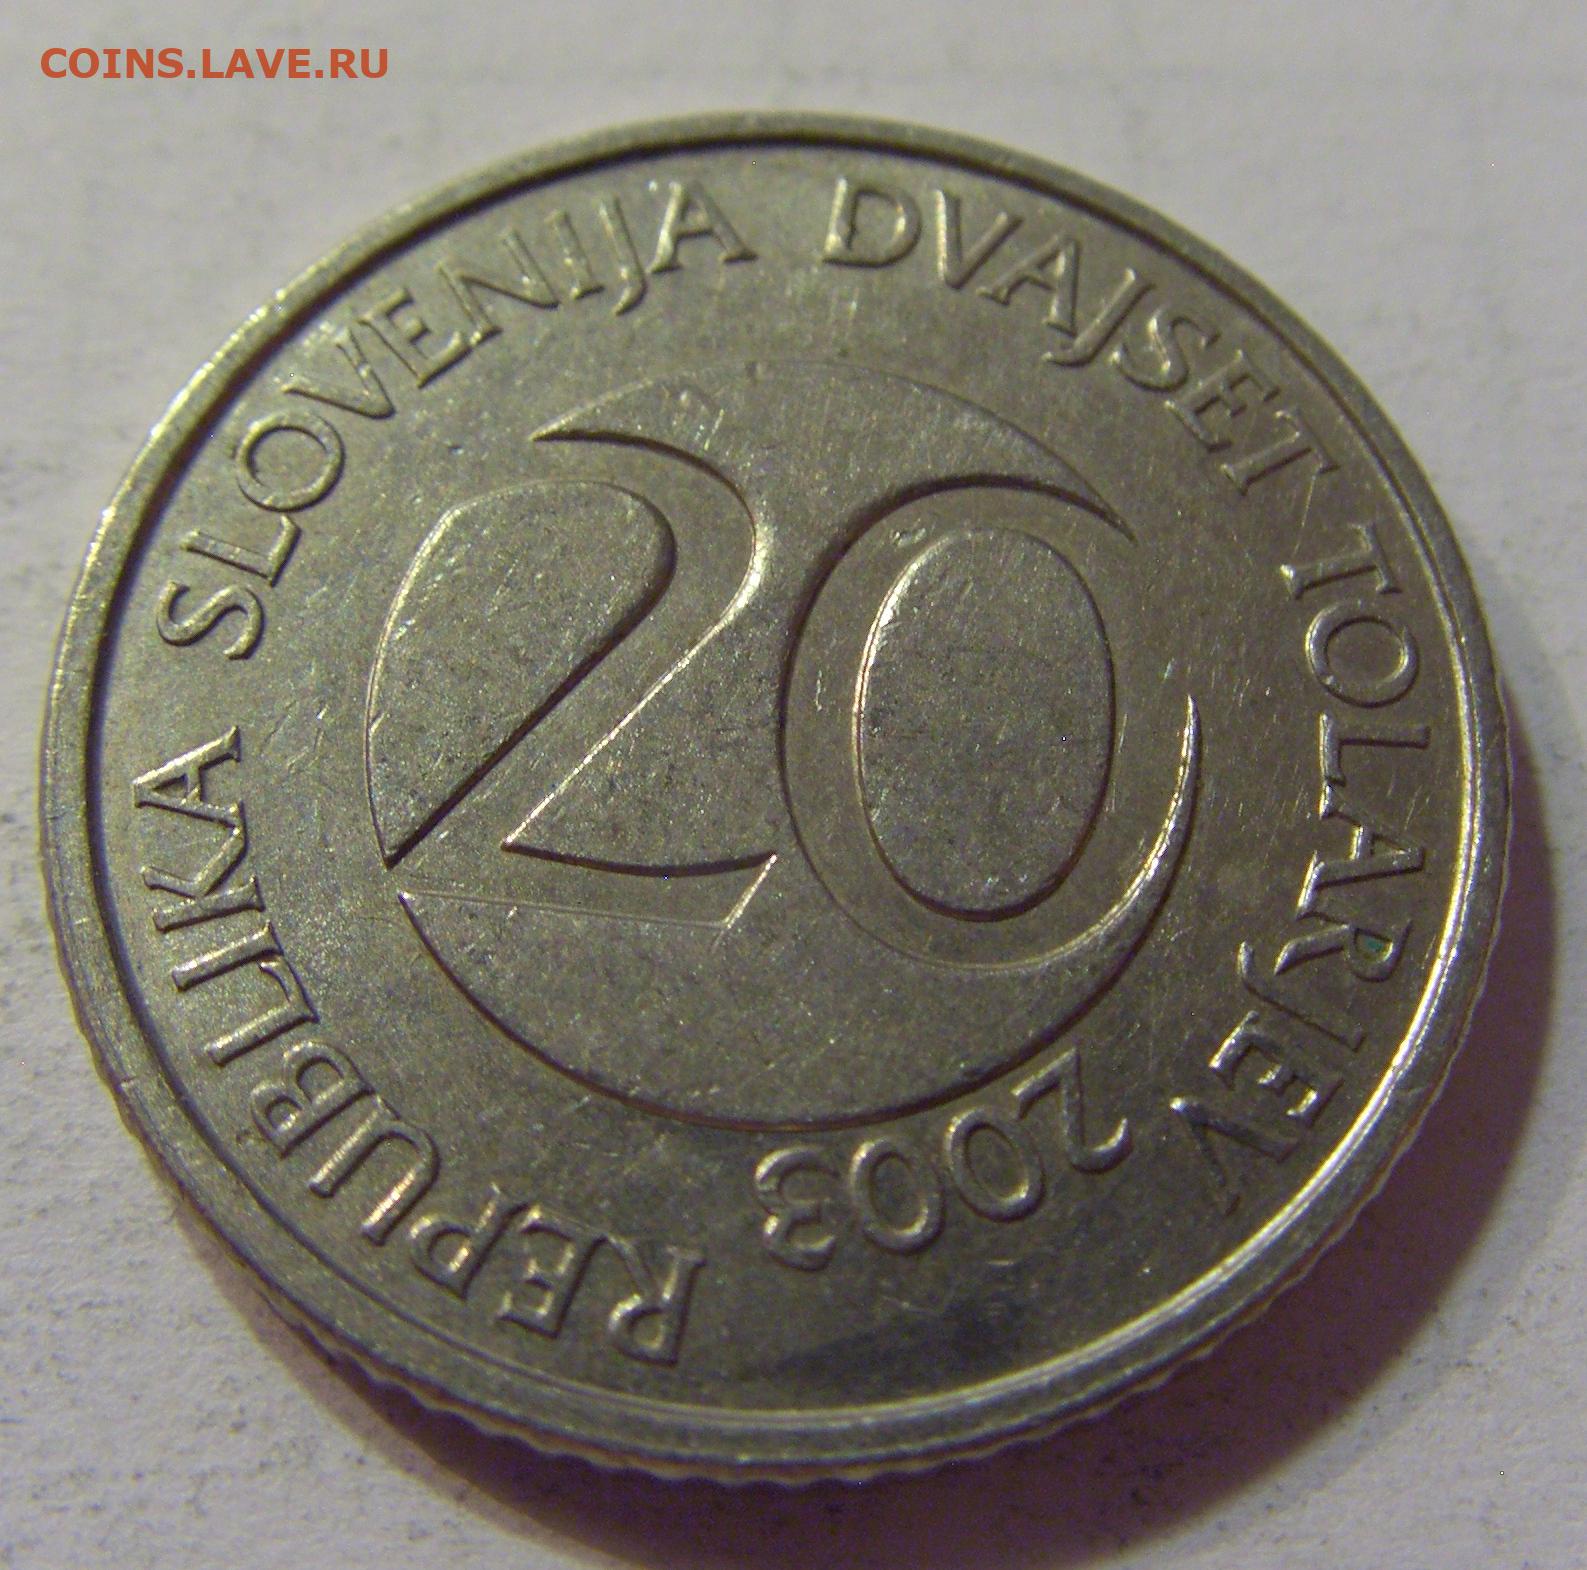 COINS.LAVE.RU
REPUBLIKA SLOVENIJA DVAJSET TOLARJEV
20
2003